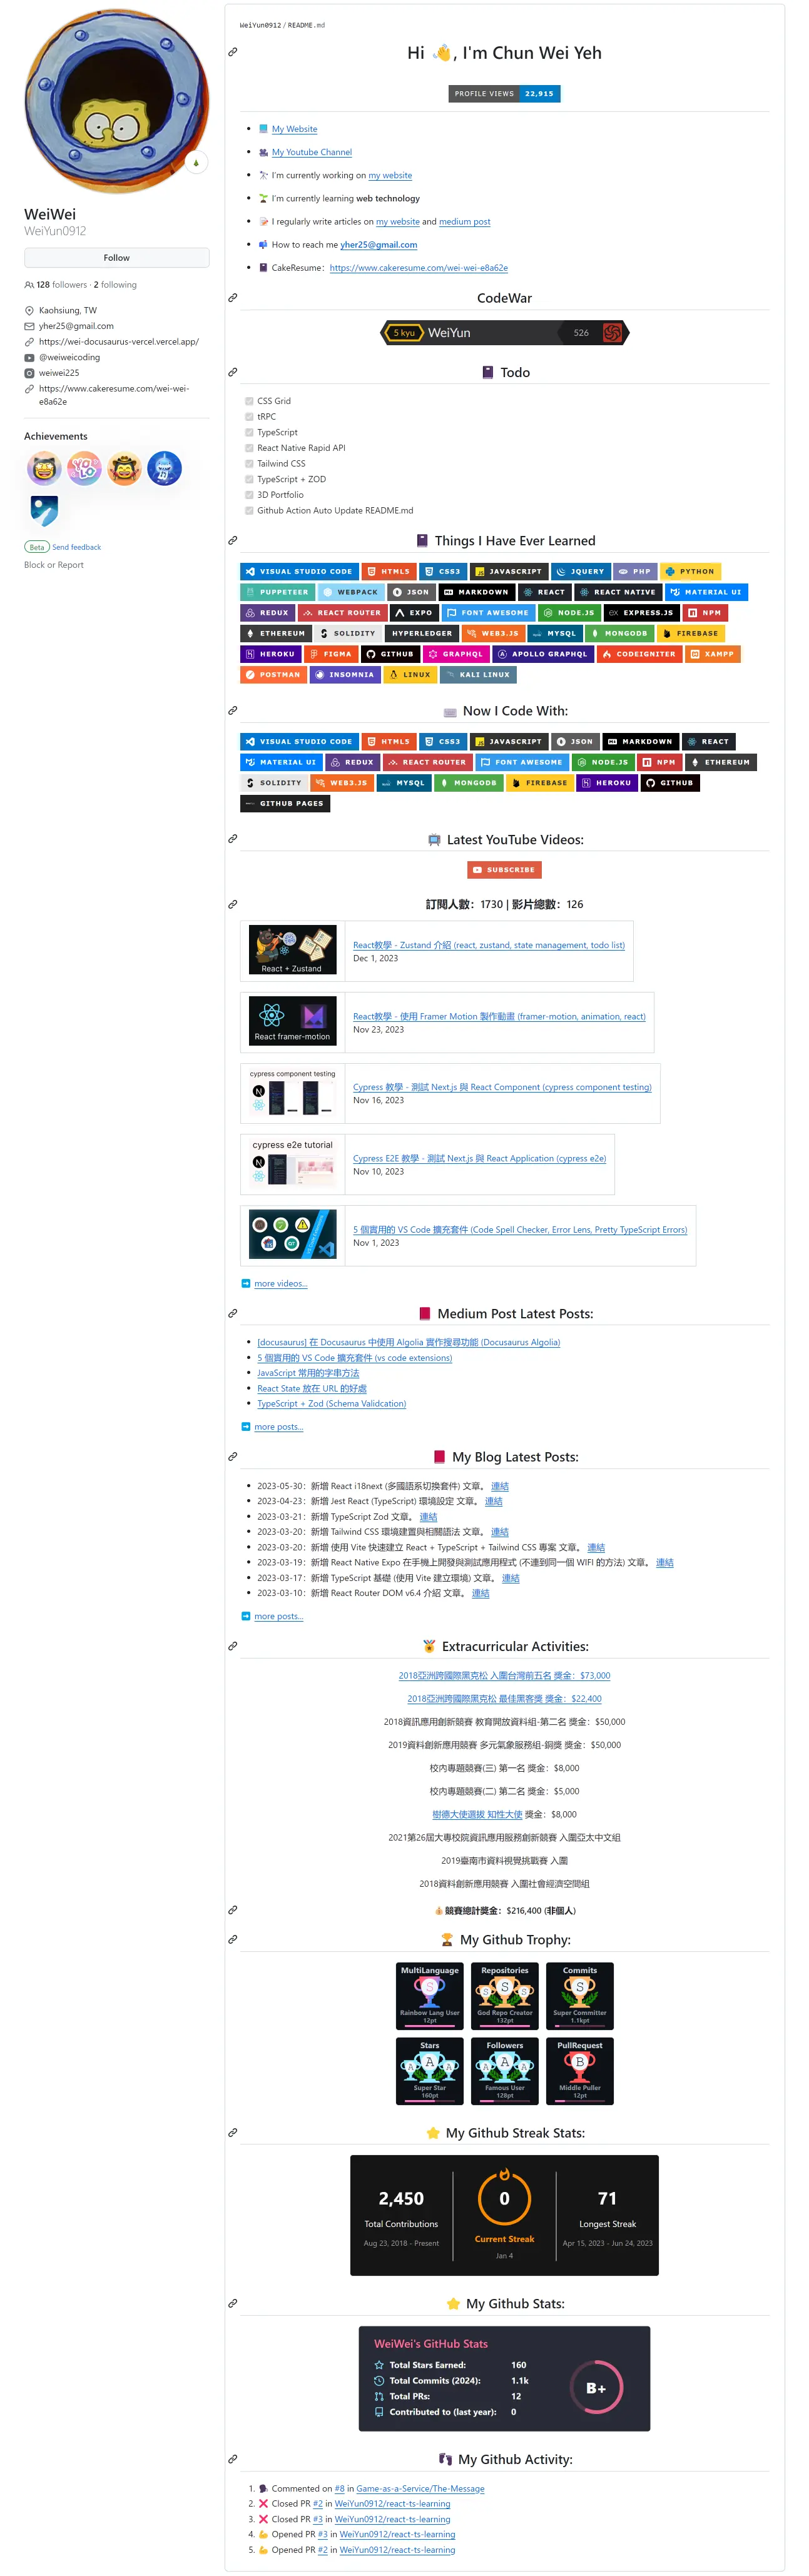 WeiWei
WeiYun0912
Follow
128 followers · 2 following
Kaohsiung, TW
yher25@gmail.com
https://wei-docusaurus-vercel.vercel.app/
@weiweicoding
weiwei225
https://www.cakeresume.com/wei-wei-
e8a62e
Achievements
YOLO
Beta Send feedback
Block or Report
WeiYun0912 / README.md
Hi 👋, I'm Chun Wei Yeh
PROFILE VIEWS 22,915
My Website
My Youtube Channel
I'm currently working on my website
I'm currently learning web technology
I regularly write articles on my website and medium post
How to reach me yher25@gmail.com
CakeResume：https://www.cakeresume.com/wei-wei-e8a62e
CodeWar
5 kyu WeiYun 526
Todo
CSS Grid
tRPC
TypeScript
React Native Rapid API
Tailwind CSS
TypeScript + ZOD
3D Portfolio
Github Action Auto Update README.md
Things I Have Ever Learned
VISUAL STUDIO CODE HTML5 CSS3 JAVASCRIPT JQUERY PHP PYTHON
PUPPETEER WEBPACK JSON MARKDOWN REACT REACT NATIVE MATERIAL UI
REDUX REACT ROUTER EXPO FONT AWESOME NODE.JS EXPRESS.JS NPM
ETHEREUM SOLIDITY HYPERLEDGER WEB3.JS MYSQL MONGODB FIREBASE
HEROKU FIGMA GITHUB GRAPHQL APOLLO GRAPHQL CODEIGNITER XAMPP
POSTMAN INSOMNIA LINUX KALI LINUX
Now I Code With:
VISUAL STUDIO CODE HTML5 CSS3 JAVASCRIPT JSON MARKDOWN REACT
MATERIAL UI REDUX REACT ROUTER FONT AWESOME NODE.JS NPM ETHEREUM
SOLIDITY WEB3.JS MYSQL MONGODB FIREBASE HEROKU GITHUB
GITHUB PAGES
Latest YouTube Videos:
SUBSCRIBE
訂閱人數：1730 | 影片總數：126
React + Zustand
React教學 - Zustand 介紹 (react, zustand, state management, todo list)
Dec 1, 2023
React framer-motion
React教學 - 使用 Framer Motion 製作動畫 (framer-motion, animation, react)
Nov 23, 2023
cypress component testing
Cypress 教學 - 測試 Next.js 與 React Component (cypress component testing)
Nov 16, 2023
cypress e2e tutorial
Cypress E2E 教學 - 測試 Next.js 與 React Application (cypress e2e)
Nov 10, 2023
5 個實用的 VS Code 擴充套件 (Code Spell Checker, Error Lens, Pretty TypeScript Errors)
Nov 1, 2023
more videos...
Medium Post Latest Posts:
[docusaurus] 在 Docusaurus 中使用 Algolia 實作搜尋功能 (Docusaurus Algolia)
5 個實用的 VS Code 擴充套件 (vs code extensions)
JavaScript 常用的字串方法
React State 放在 URL 的好處
TypeScript + Zod (Schema Validcation)
more posts...
My Blog Latest Posts:
2023-05-30：新增 React i18next (多國語系切換套件) 文章。 連結
2023-04-23：新增 Jest React (TypeScript) 環境設定 文章。 連結
2023-03-21：新增 TypeScript Zod 文章。 連結
2023-03-20：新增 Tailwind CSS 環境建置與相關語法 文章。 連結
2023-03-20：新增 使用 Vite 快速建立 React + TypeScript + Tailwind CSS 專案 文章。 連結
2023-03-19：新增 React Native Expo 在手機上開發與測試應用程式 (不連到同一個 WIFI 的方法) 文章。 連結
2023-03-17：新增 TypeScript 基礎 (使用 Vite 建立環境) 文章。 連結
2023-03-10：新增 React Router DOM v6.4 介紹 文章。 連結
more posts...
Extracurricular Activities:
2018亞洲跨國際黑克松 入圍台灣前五名 獎金：$73,000
2018亞洲跨國際黑克松 最佳黑客獎 獎金：$22,400
2018資訊應用創新競賽 教育開放資料組-第二名 獎金：$50,000
2019資料創新應用競賽 多元氣象服務組-銅獎 獎金：$50,000
校內專題競賽(三) 第一名 獎金：$8,000
校內專題競賽(二) 第二名 獎金：$5,000
樹德大使選拔 知性大使 獎金：$8,000
2021第26屆大專校院資訊應用服務創新競賽 入圍亞太中文組
2019臺南市資料視覺挑戰賽 入圍
2018資料創新應用競賽 入圍社會經濟空間組
競賽總計獎金：$216,400 (非個人)
My Github Trophy:
MultiLanguage Repositories Commits
S S S
Rainbow Lang User God Repo Creator Super Committer
12pt 132pt 1.1kpt
Stars Followers PullRequest
A A A A A A B
Super Star Famous User Middle Puller
160pt 128pt 12pt
My Github Streak Stats:
2,450 0 71
Total Contributions Current Streak Longest Streak
Aug 23, 2018 - Present Jan 4 Apr 15, 2023 - Jun 24, 2023
My Github Stats:
WeiWei's GitHub Stats
Total Stars Earned: 160
Total Commits (2024): 1.1k
Total PRs: 12
Contributed to (last year): 0
B+
My Github Activity:
1. Commented on #8 in Game-as-a-Service/The-Message
2. Closed PR #2 in WeiYun0912/react-ts-learning
3. Closed PR #3 in WeiYun0912/react-ts-learning
4. Opened PR #3 in WeiYun0912/react-ts-learning
5. Opened PR #2 in WeiYun0912/react-ts-learning